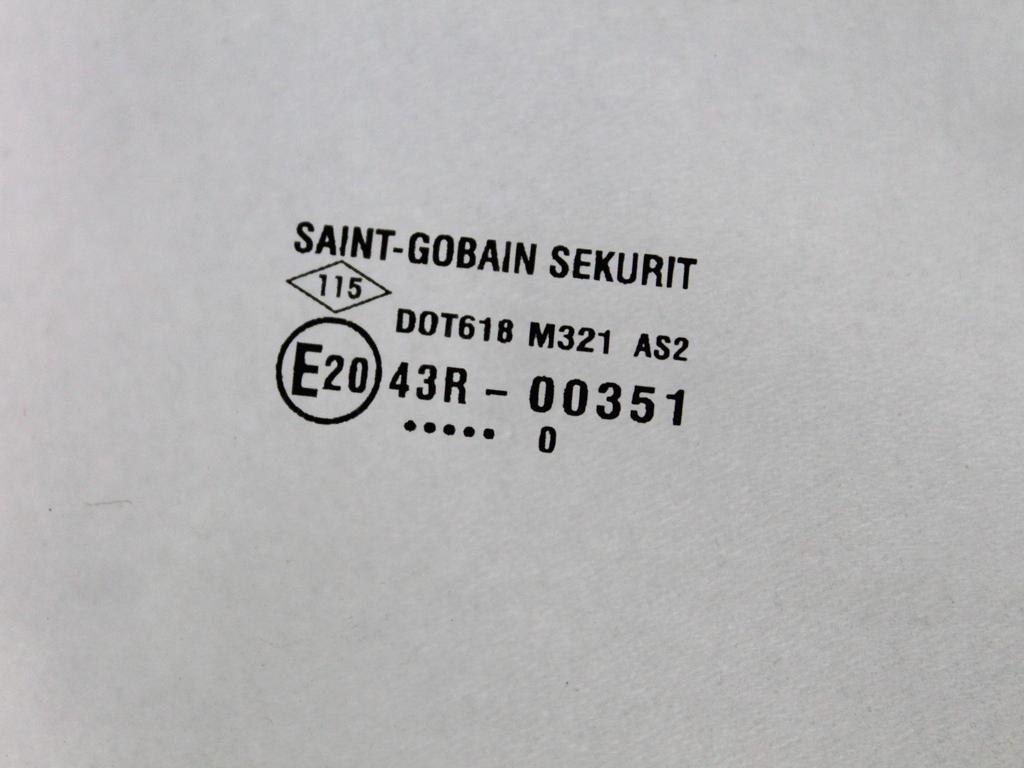 SAINT-GOBAIN SEKURIT
115
DOT618 M321 AS2
E20 43R - 00351
..... 0